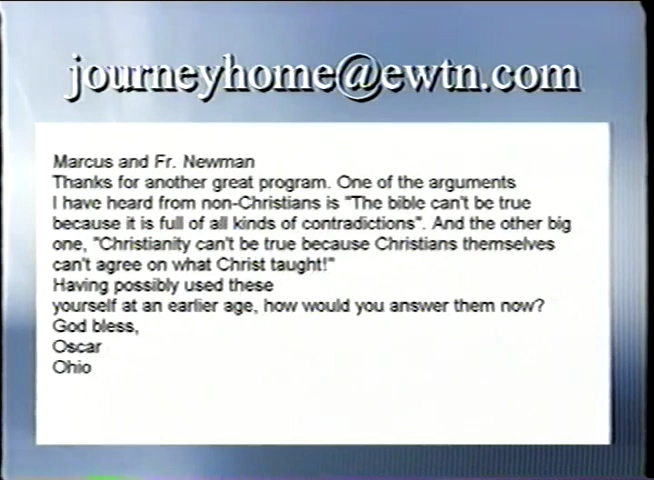 journeyhome@ewtn.com
Marcus and Fr. Newman
Thanks for another great program. One of the arguments
I have heard from non-Christians is "The bible can't be true
because it is full of all kinds of contradictions". And the other big
one, "Christianity can't be true because Christians themselves
can't agree on what Christ taught!"
Having possibly used these
yourself at an earlier age, how would you answer them now?
God bless,
Oscar
Ohio